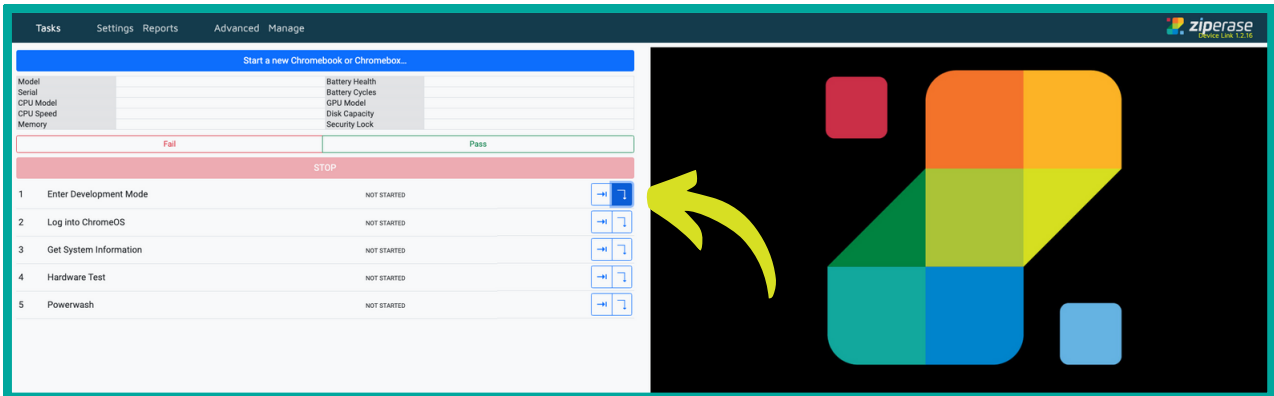 Tasks Settings Reports Advanced Manage
ziperase
Device Link 1.2.16
Start a new Chromebook or Chromebox...
Model Battery Health
Serial Battery Cycles
CPU Model GPU Model
CPU Speed Disk Capacity
Memory Security Lock
Fail Pass
STOP
1 Enter Development Mode NOT STARTED
2 Log into ChromeOS NOT STARTED
3 Get System Information NOT STARTED
4 Hardware Test NOT STARTED
5 Powerwash NOT STARTED